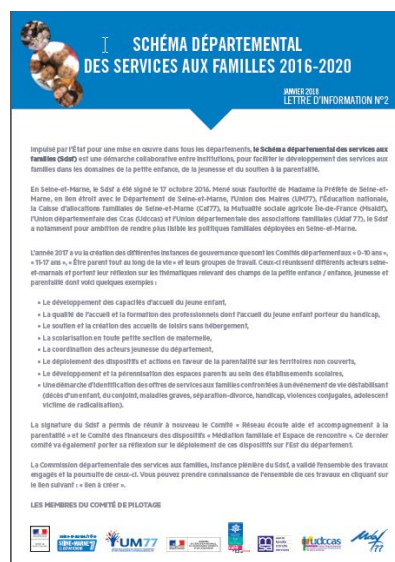 SCHÉMA DÉPARTEMENTAL
DES SERVICES AUX FAMILLES 2016-2020
JANVIER 2018
LETTRE D'INFORMATION N°2
Impulsé par l'État pour une mise en œuvre dans tous les départements, le Schéma départemental des services aux
familles (Sdsf) est une démarche collaborative entre institutions, pour faciliter le développement des services aux familles
dans les domaines de la petite enfance, de la jeunesse et du soutien à la parentalité.
En Seine-et-Marne, le Sdsf a été signé le 17 octobre 2016. Mené sous l'autorité de Madame la Préfète de Seine-et-
Marne, en lien étroit avec le Département de Seine-et-Marne, l'Union des Maires (UM77), l'Éducation nationale,
la Caisse d'allocations familiales de Seine-et-Marne (Caf77), la Mutualité sociale agricole Île-de-France (Msaidf),
l'Union départementale des Ccas (Udccas) et l'Union départementale des associations familiales (Udaf 77), le Sdsf
a notamment pour ambition de rendre plus lisible les politiques familiales déployées en Seine-et-Marne.
L'année 2017 a vu la création des différentes instances de gouvernance que sont les Comités départementaux « 0-10 ans »,
« 11-17 ans », « Être parent tout au long de la vie » et leurs groupes de travail. Ceux-ci réunissent différents acteurs seine-
et-marnais et portent leur réflexion sur les thématiques relevant des champs de la petite enfance / enfance, jeunesse et
parentalité dont voici quelques exemples :
• Le développement des capacités d'accueil du jeune enfant,
• La qualité de l'accueil et la formation des professionnels dont l'accueil du jeune enfant porteur du handicap,
• Le soutien et la création des accueils de loisirs sans hébergement,
• La scolarisation en toute petite section de maternelle,
• La coordination des acteurs jeunesse du département,
• Le déploiement des dispositifs et actions en faveur de la parentalité sur les territoires non couverts,
• Le développement et la pérennisation des espaces parents au sein des établissements scolaires,
• Une démarche d'identification des offres de services aux familles confrontées à un événement de vie déstabilisant
(décès d'un enfant, du conjoint, maladies graves, séparation-divorce, handicap, violences conjugales, adolescent
victime de radicalisation).
La signature du Sdsf a permis de réunir à nouveau le Comité « Réseau écoute aide et accompagnement à la
parentalité » et le Comité des financeurs des dispositifs « Médiation familiale et Espace de rencontre ». Ce dernier
comité va également porter sa réflexion sur le déploiement de ces dispositifs sur l'Est du département.
La Commission départementale des services aux familles, instance plénière du Sdsf, a validé l'ensemble des travaux
engagés et la poursuite de ceux-ci. Vous pouvez prendre connaissance de l'ensemble de ces travaux en cliquant sur
le lien suivant : « lien à créer ».
LES MEMBRES DU COMITÉ DE PILOTAGE
SEINE-MARNE 77
UM77
udccas
Udaf 77